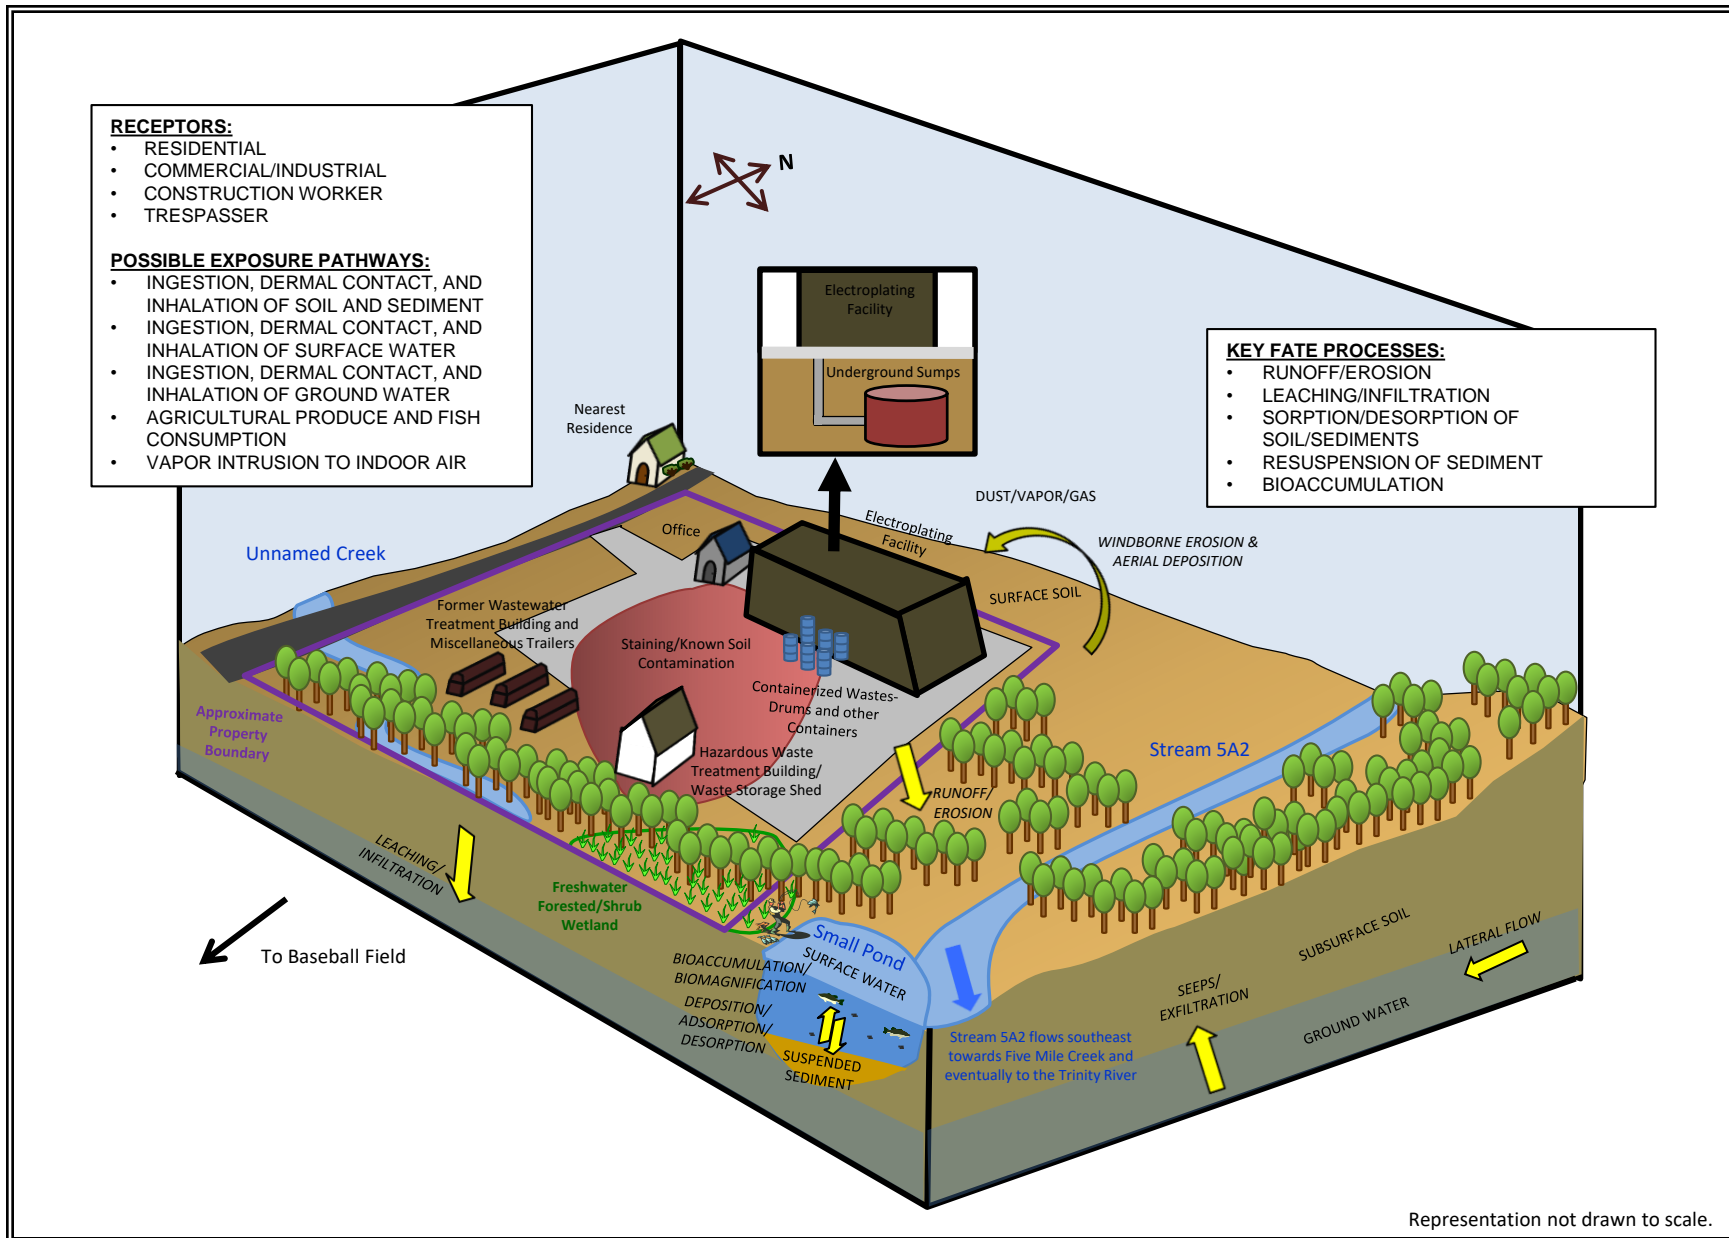 RECEPTORS:
• RESIDENTIAL
• COMMERCIAL/INDUSTRIAL
• CONSTRUCTION WORKER
• TRESPASSER
POSSIBLE EXPOSURE PATHWAYS:
• INGESTION, DERMAL CONTACT, AND
INHALATION OF SOIL AND SEDIMENT
• INGESTION, DERMAL CONTACT, AND
INHALATION OF SURFACE WATER
• INGESTION, DERMAL CONTACT, AND
INHALATION OF GROUND WATER
• AGRICULTURAL PRODUCE AND FISH
CONSUMPTION
• VAPOR INTRUSION TO INDOOR AIR
N
Electroplating
Facility
Underground Sumps
KEY FATE PROCESSES:
• RUNOFF/EROSION
• LEACHING/INFILTRATION
• SORPTION/DESORPTION OF
SOIL/SEDIMENTS
• RESUSPENSION OF SEDIMENT
• BIOACCUMULATION
Nearest
Residence
DUST/VAPOR/GAS
Office
Electroplating
Facility
WINDBORNE EROSION &
AERIAL DEPOSITION
Unnamed Creek
SURFACE SOIL
Former Wastewater
Treatment Building and
Miscellaneous Trailers
Staining/Known Soil
Contamination
Containerized Wastes-
Drums and other
Containers
Approximate
Property
Boundary
Hazardous Waste
Treatment Building/
Waste Storage Shed
Stream 5A2
RUNOFF/
EROSION
LEACHING/
INFILTRATION
Freshwater
Forested/Shrub
Wetland
To Baseball Field
Small Pond
SURFACE WATER
BIOACCUMULATION/
BIOMAGNIFICATION
DEPOSITION/
ADSORPTION/
DESORPTION
SUSPENDED
SEDIMENT
Stream 5A2 flows southeast
towards Five Mile Creek and
eventually to the Trinity River
SEEPS/
EXFILTRATION
SUBSURFACE SOIL
LATERAL FLOW
GROUND WATER
Representation not drawn to scale.